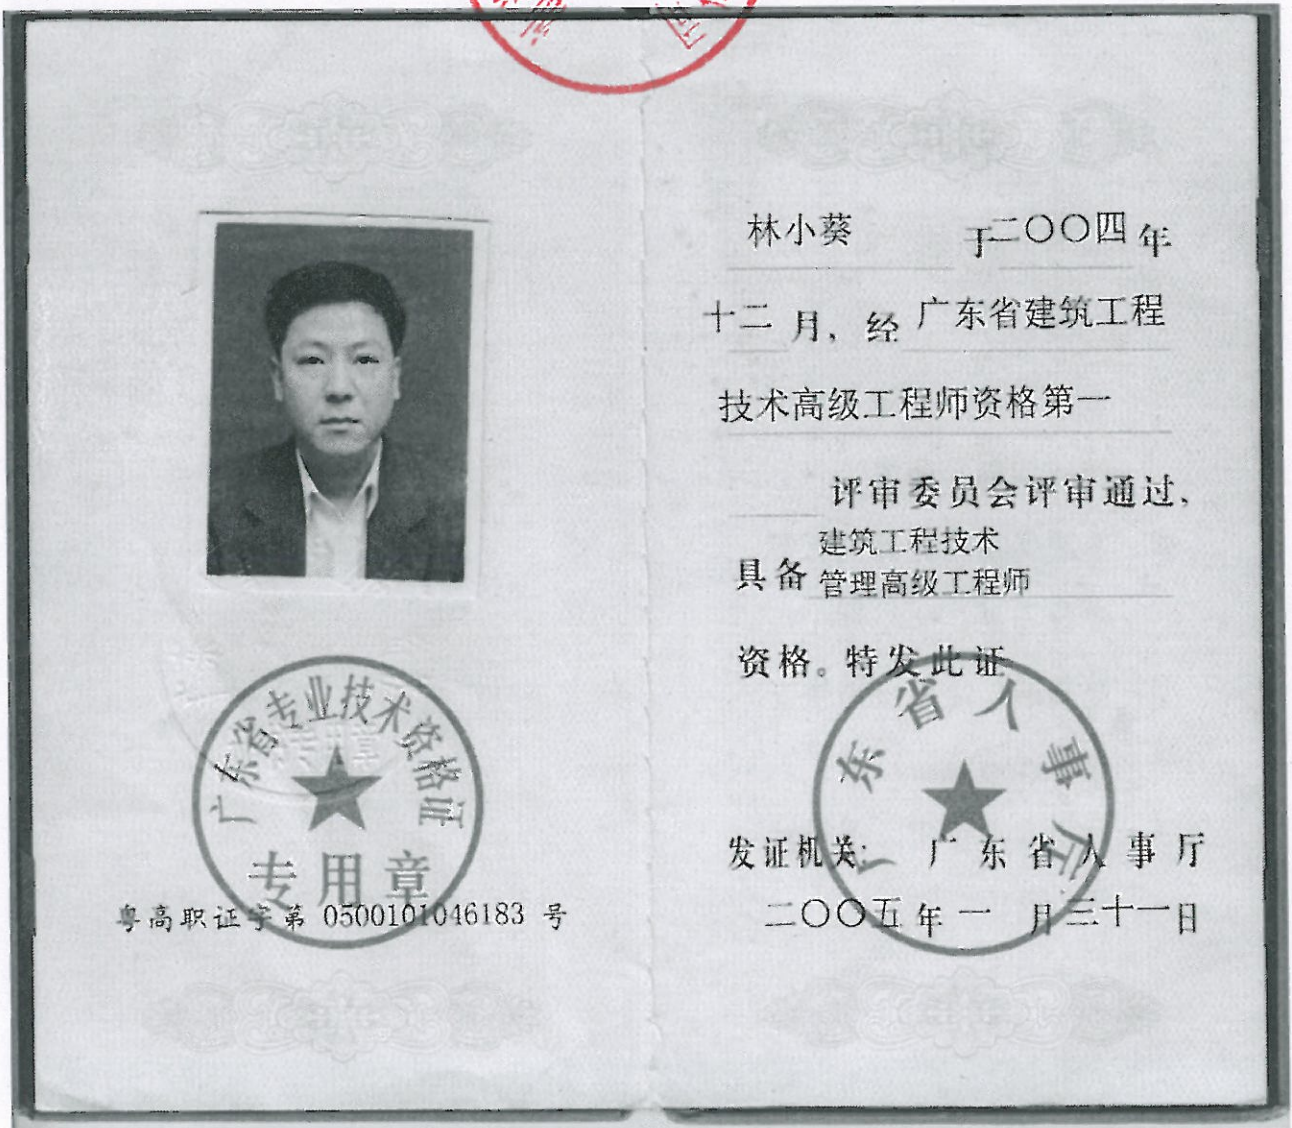 广东省专业技术资格证
专用章
粤高职证字第 0500101046183 号
林小葵 于二〇〇四年
十二月，经广东省建筑工程
技术高级工程师资格第一
评审委员会评审通过，
具备建筑工程技术
管理高级工程师
资格。特发此证
广东省人事厅
发证机关：广东省人事厅
二〇〇五年一月三十一日